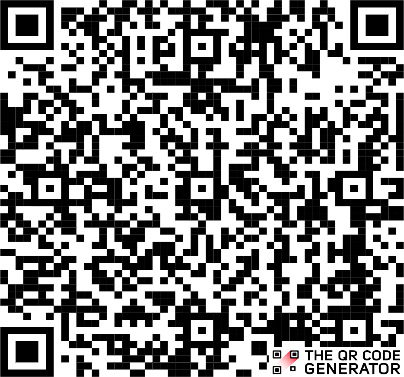 THE QR CODE
GENERATOR